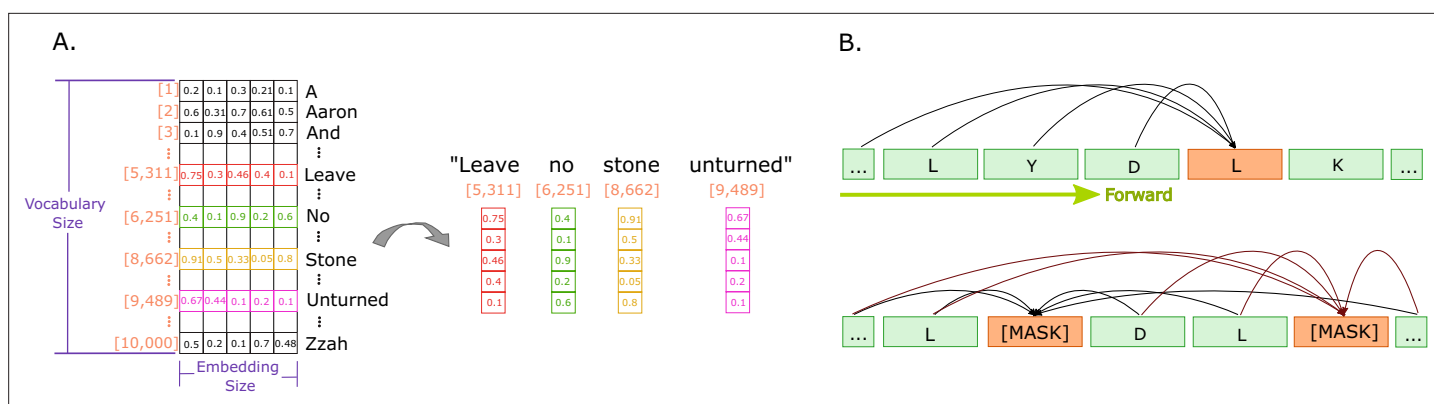 A.
[1] 0.2 0.1 0.3 0.21 0.1 A
[2] 0.6 0.31 0.7 0.61 0.5 Aaron
[3] 0.1 0.9 0.4 0.51 0.7 And
[5,311] 0.75 0.3 0.46 0.4 0.1 Leave
[6,251] 0.4 0.1 0.9 0.2 0.6 No
[8,662] 0.91 0.5 0.33 0.05 0.8 Stone
[9,489] 0.67 0.44 0.1 0.2 0.1 Unturned
[10,000] 0.5 0.2 0.1 0.7 0.48 Zzah
Vocabulary
Size
Embedding
Size
"Leave no stone unturned"
[5,311] [6,251] [8,662] [9,489]
0.75 0.4 0.91 0.67
0.3 0.1 0.5 0.44
0.46 0.9 0.33 0.1
0.4 0.2 0.05 0.2
0.1 0.6 0.8 0.1
B.
... L Y D L K ...
Forward
... L [MASK] D L [MASK] ...